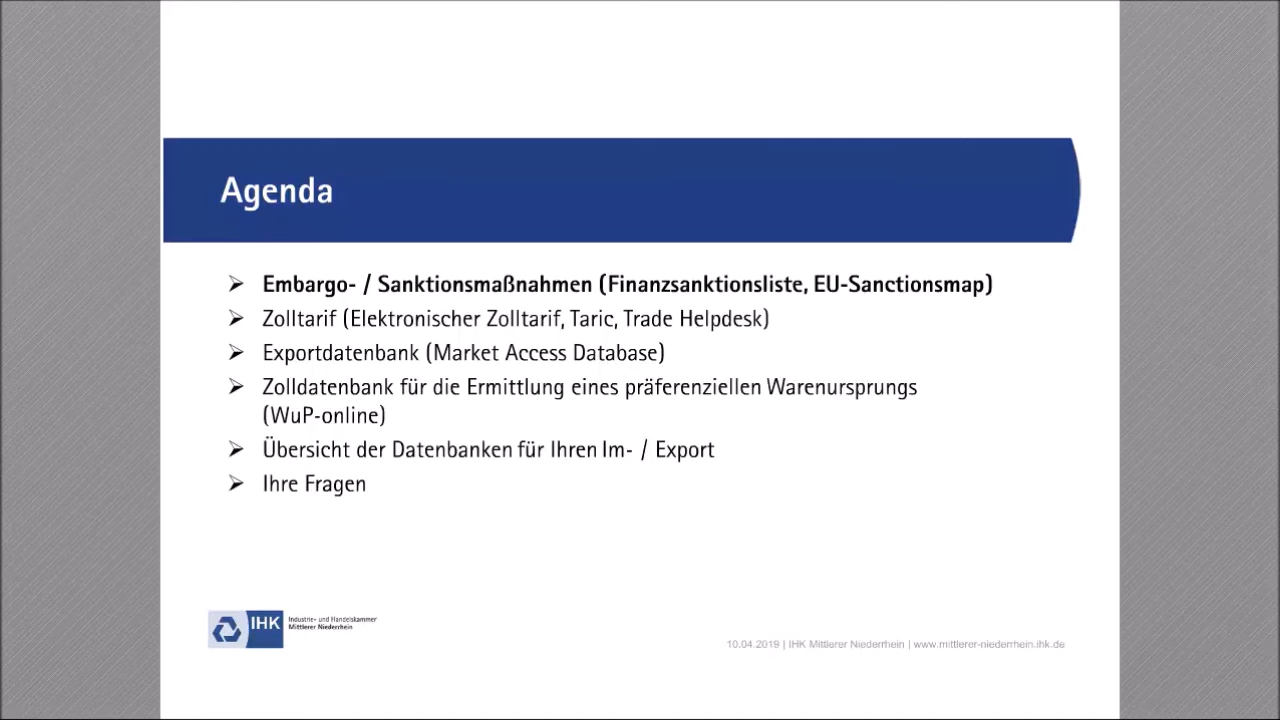 Agenda
➢ Embargo- / Sanktionsmaßnahmen (Finanzsanktionsliste, EU-Sanctionsmap)
➢ Zolltarif (Elektronischer Zolltarif, Taric, Trade Helpdesk)
➢ Exportdatenbank (Market Access Database)
➢ Zolldatenbank für die Ermittlung eines präferenziellen Warenursprungs
(WuP-online)
➢ Übersicht der Datenbanken für Ihren Im- / Export
➢ Ihre Fragen
IHK
Industrie- und Handelskammer
Mittlerer Niederrhein
10.04.2019 | IHK Mittlerer Niederrhein | www.mittlerer-niederrhein.ihk.de